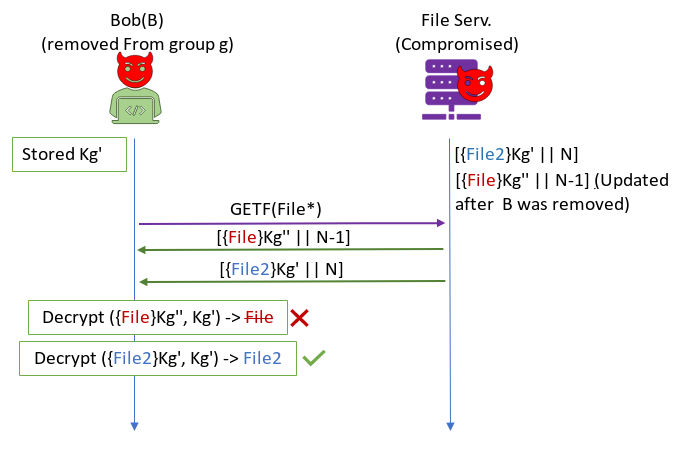 Bob(B)
(removed From group g)
File Serv.
(Compromised)
</>
Stored Kg'
[{File2}Kg' || N]
[{File}Kg'' || N-1] (Updated
after B was removed)
GETF(File*)
[{File}Kg'' || N-1]
[{File2}Kg' || N]
Decrypt ({File}Kg'', Kg') -> File
Decrypt ({File2}Kg', Kg') -> File2